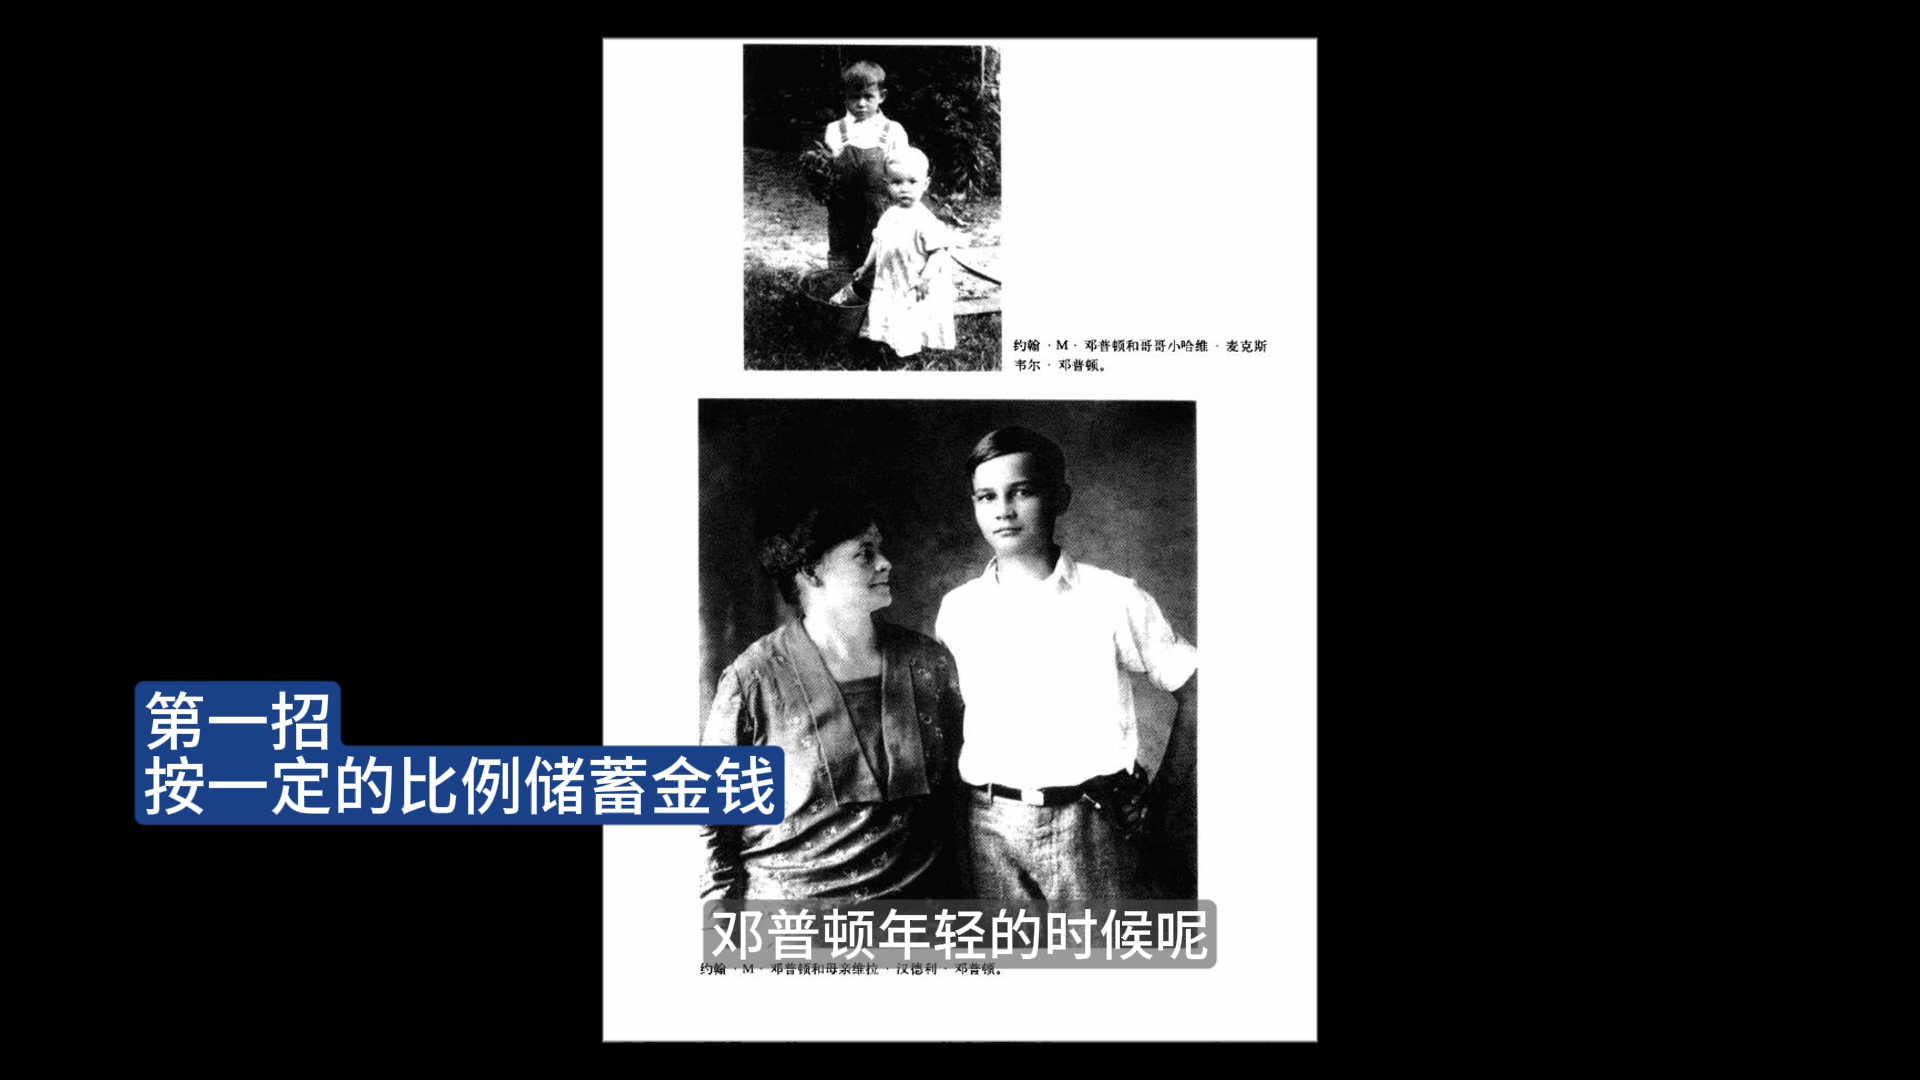 约翰·M·邓普顿和哥哥小哈维·麦克斯
韦尔·邓普顿。
第一招
按一定的比例储蓄金钱
邓普顿年轻的时候呢
约翰·M·邓普顿和母亲维拉·汉德利·邓普顿。